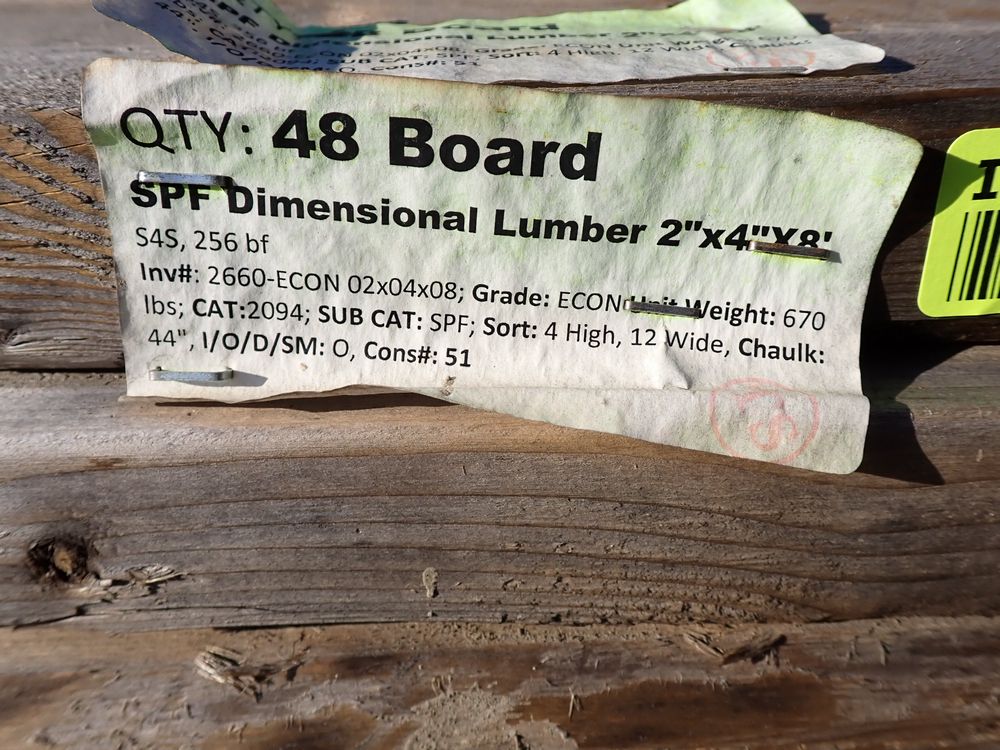 QTY: 48 Board
SPF Dimensional Lumber 2"x4"X8'
S4S, 256 bf
Inv#: 2660-ECON 02x04x08; Grade: ECON Unit Weight: 670
lbs; CAT:2094; SUB CAT: SPF; Sort: 4 High, 12 Wide, Chaulk:
44", I/O/D/SM: O, Cons#: 51